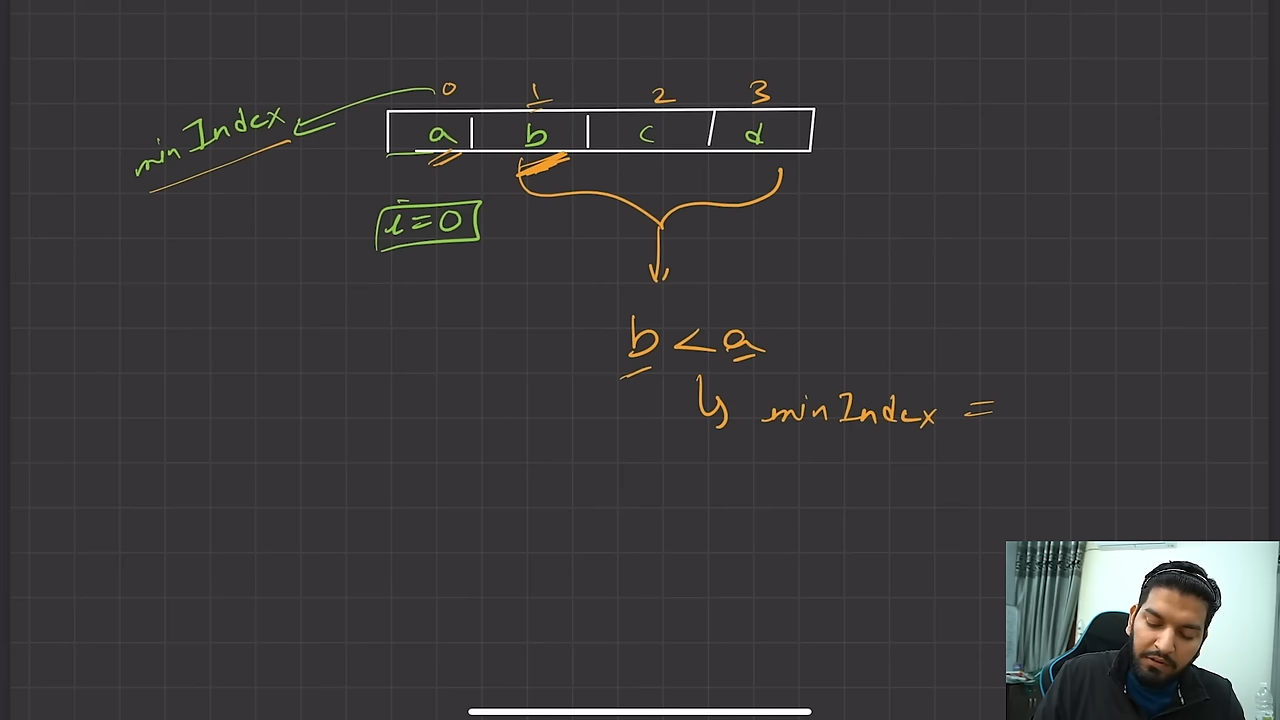 0 1 2 3
minIndex
a b c d
i=0
b < a
minIndex =